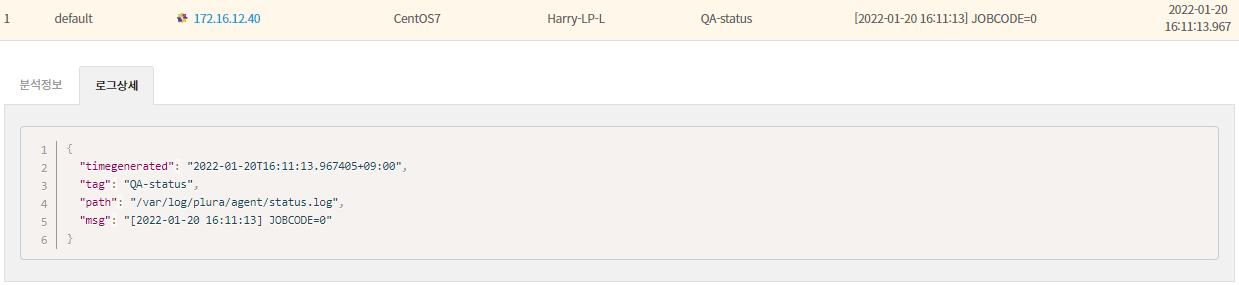 1 default 172.16.12.40 CentOS7 Harry-LP-L QA-status [2022-01-20 16:11:13] JOBCODE=0 2022-01-20 16:11:13.967
분석정보 로그상세
1 {
2 "timegenerated": "2022-01-20T16:11:13.967405+09:00",
3 "tag": "QA-status",
4 "path": "/var/log/plura/agent/status.log",
5 "msg": "[2022-01-20 16:11:13] JOBCODE=0"
6 }